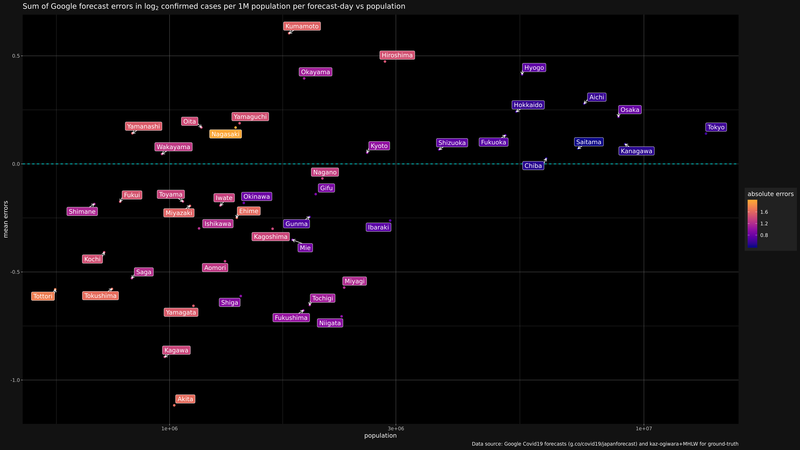 Sum of Google forecast errors in log₂ confirmed cases per 1M population per forecast-day vs population
Kumamoto
Hiroshima
0.5
Okayama
Hyogo
Aichi
Hokkaido
Osaka
Yamaguchi
Oita
Yamanashi
Tokyo
Nagasaki
Wakayama
Kyoto
Shizuoka
Fukuoka
Saitama
Kanagawa
0.0
Chiba
Nagano
Gifu
absolute errors
Fukui
Toyama
Iwate
Okinawa
Shimane
Miyazaki
Ehime
1.6
mean errors
Ishikawa
Gunma
Ibaraki
1.2
Kagoshima
0.8
Mie
Kochi
Aomori
Saga
-0.5
Miyagi
Tottori
Tokushima
Shiga
Tochigi
Yamagata
Fukushima
Niigata
Kagawa
-1.0
Akita
1e+06
3e+06
1e+07
population
Data source: Google Covid19 forecasts (g.co/covid19/japanforecast) and kaz-ogiwara+MHLW for ground-truth